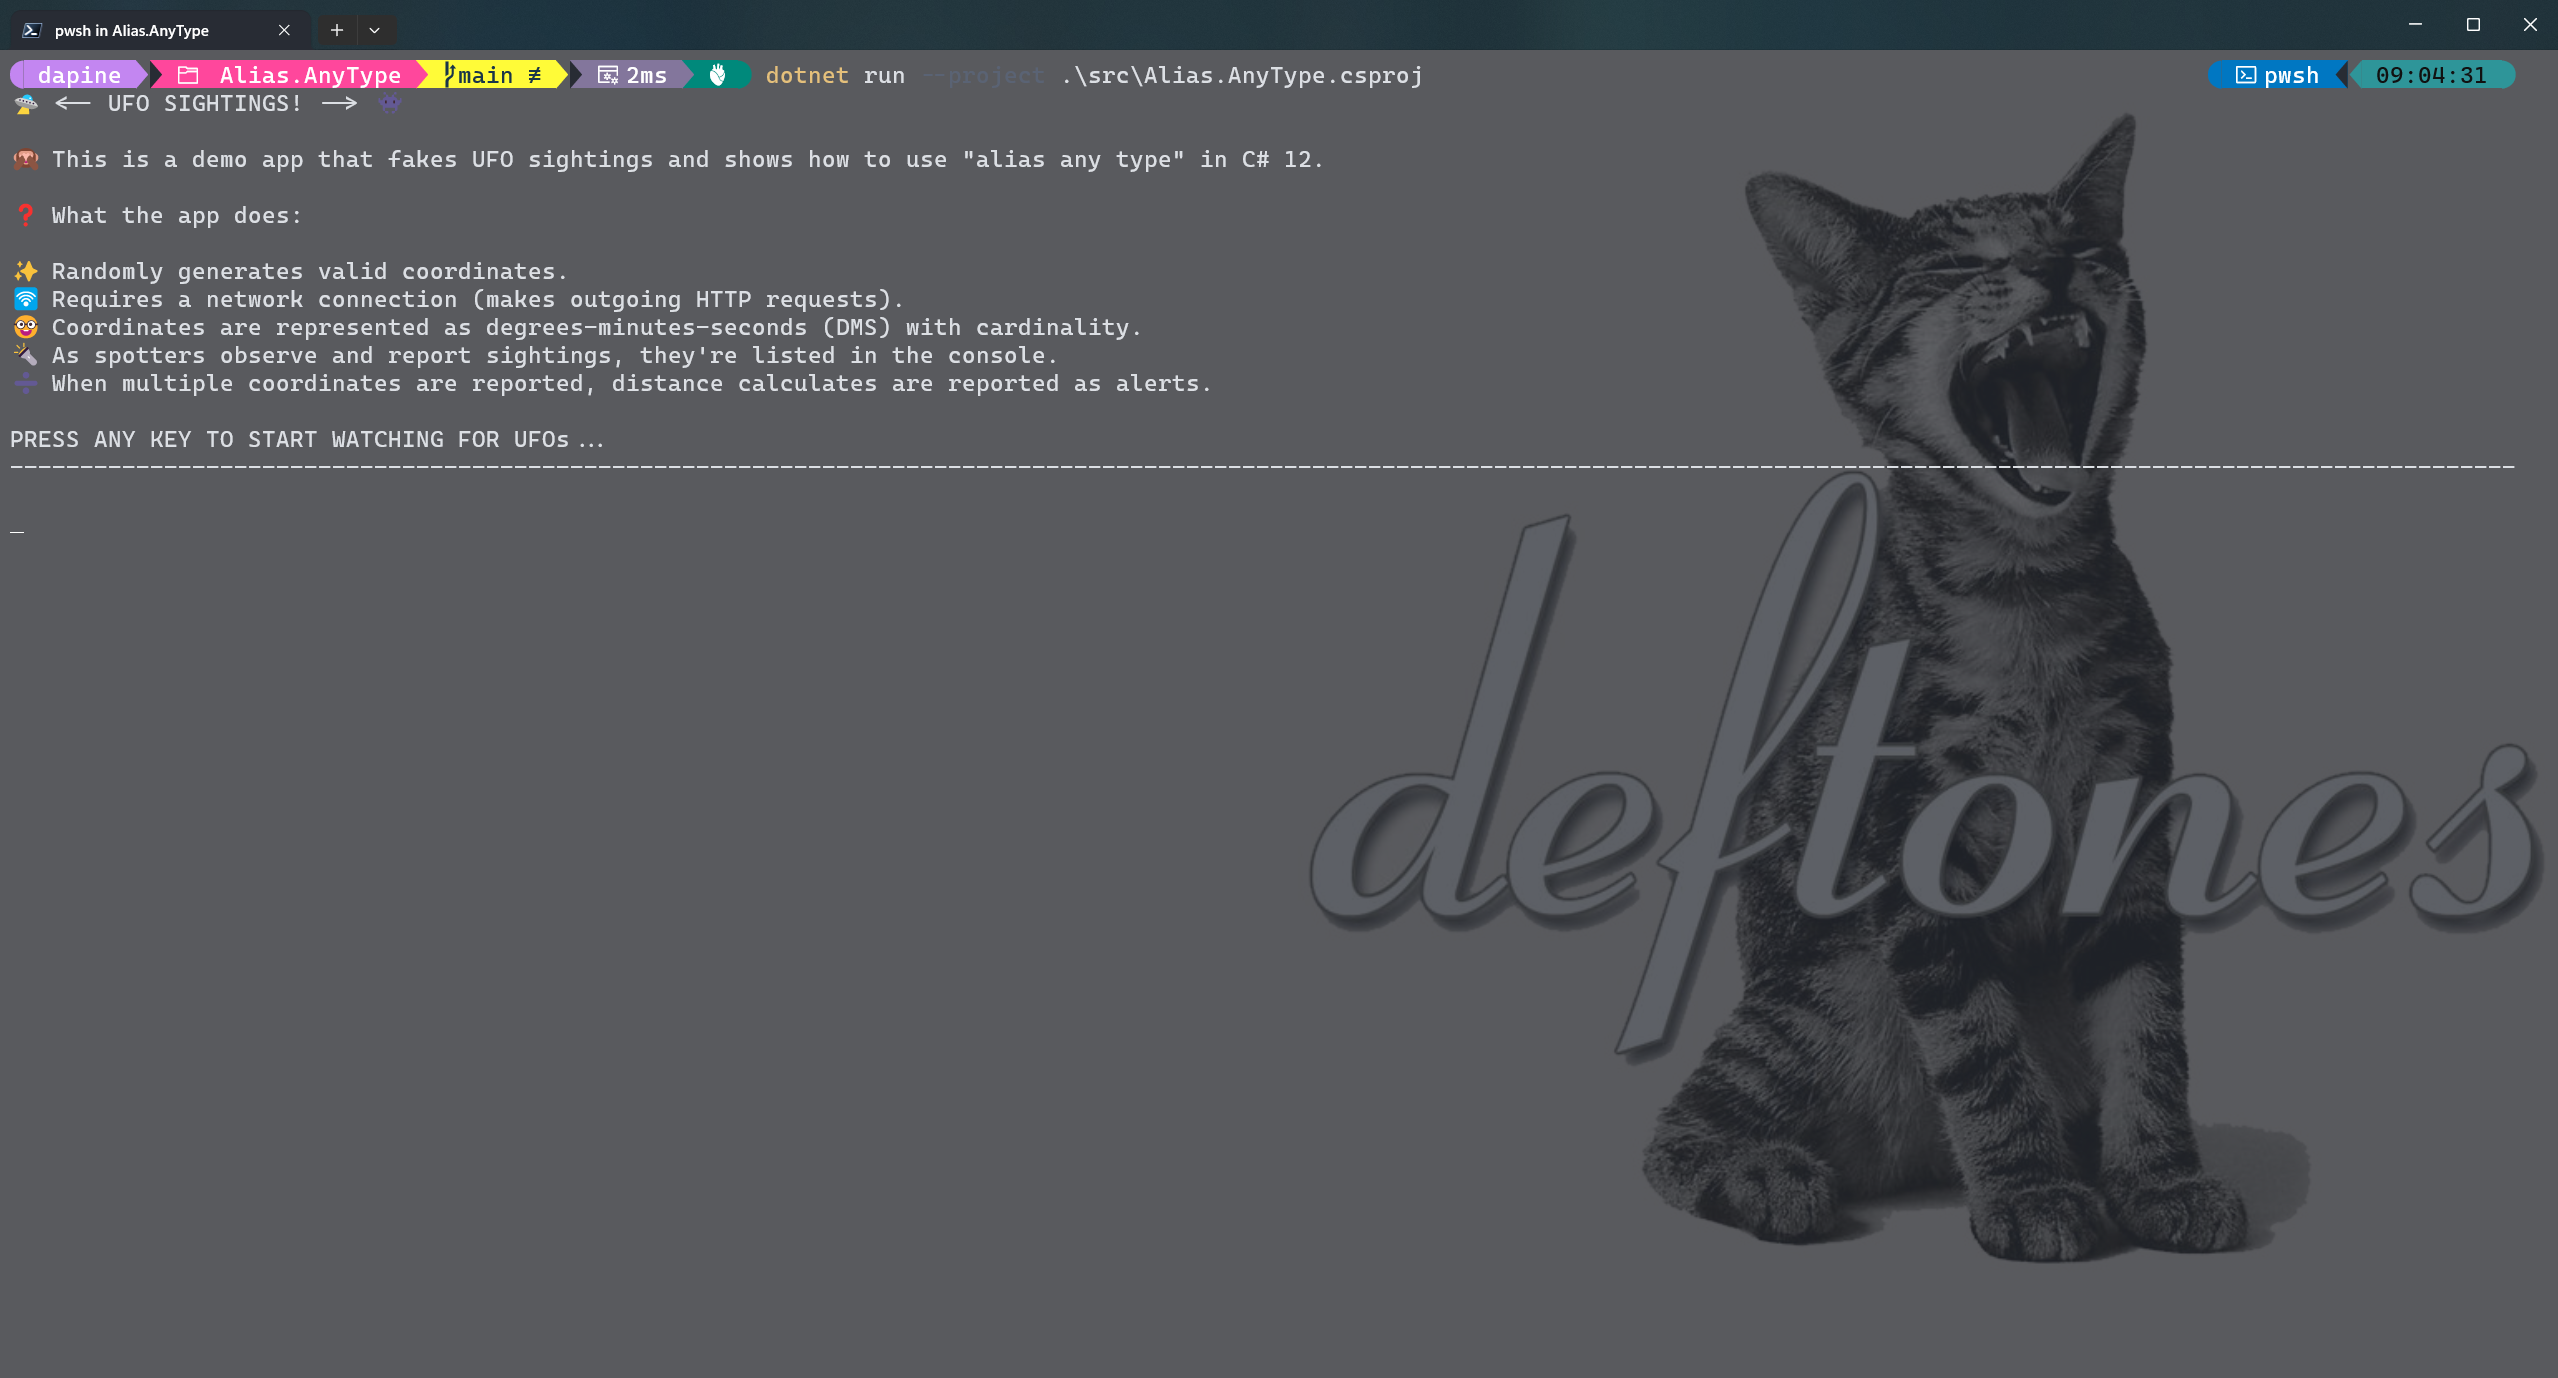 pwsh in Alias.AnyType
dapine Alias.AnyType main ≢ 2ms dotnet run --project .\src\Alias.AnyType.csproj pwsh 09:04:31
🛸 <── UFO SIGHTINGS! ──> 👾
🙉 This is a demo app that fakes UFO sightings and shows how to use "alias any type" in C# 12.
❓ What the app does:
✨ Randomly generates valid coordinates.
🛜 Requires a network connection (makes outgoing HTTP requests).
🥸 Coordinates are represented as degrees-minutes-seconds (DMS) with cardinality.
🔦 As spotters observe and report sightings, they're listed in the console.
➗ When multiple coordinates are reported, distance calculates are reported as alerts.
PRESS ANY KEY TO START WATCHING FOR UFOs...
deftones